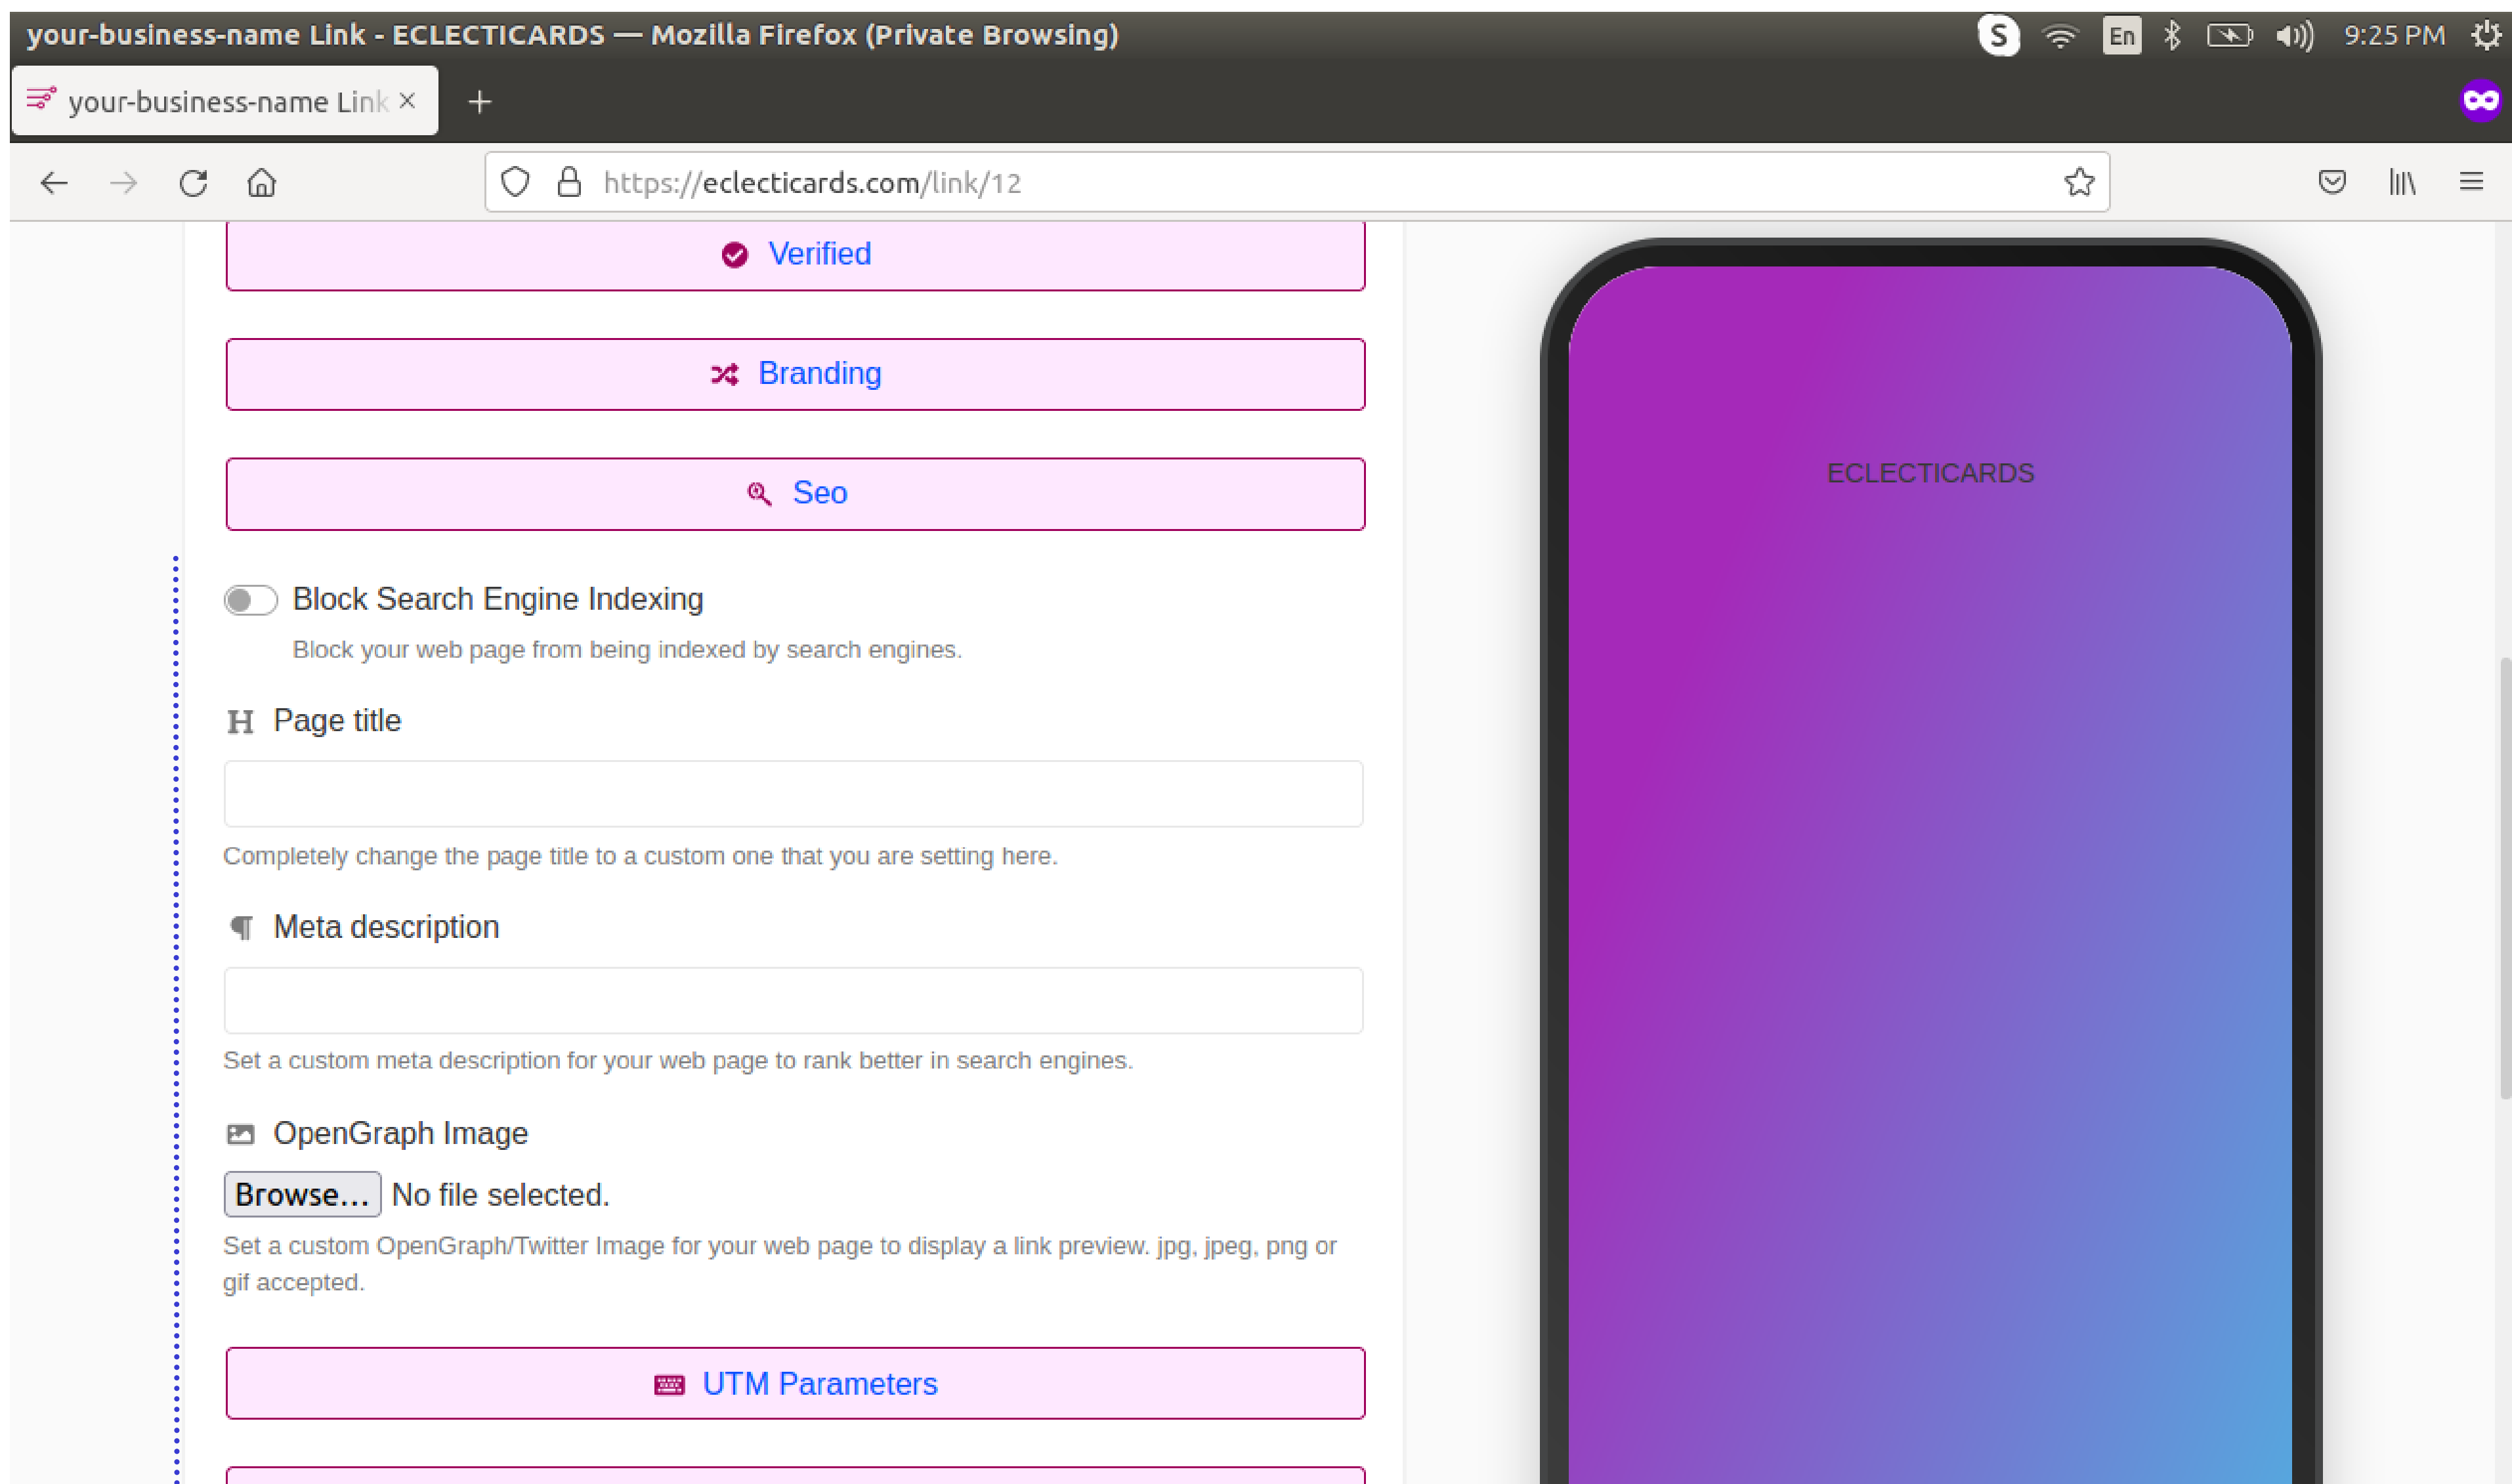 your-business-name Link - ECLECTICARDS — Mozilla Firefox (Private Browsing)
S
En
9:25 PM
your-business-name Link
https://eclecticards.com/link/12
Verified
Branding
Seo
Block Search Engine Indexing
Block your web page from being indexed by search engines.
Page title
Completely change the page title to a custom one that you are setting here.
Meta description
Set a custom meta description for your web page to rank better in search engines.
OpenGraph Image
Browse... No file selected.
Set a custom OpenGraph/Twitter Image for your web page to display a link preview. jpg, jpeg, png or
gif accepted.
UTM Parameters
ECLECTICARDS